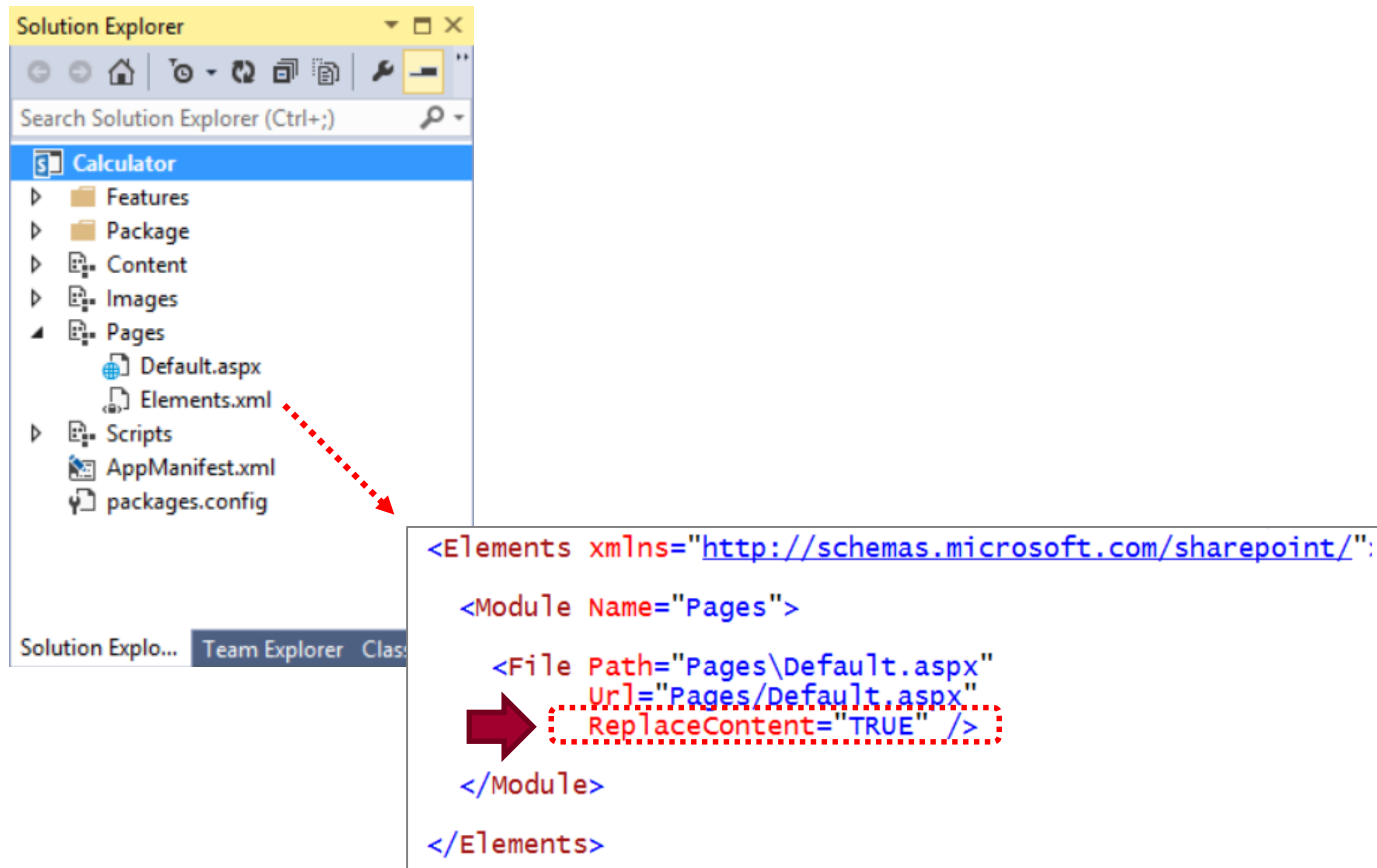 Solution Explorer
Search Solution Explorer (Ctrl+;)
Calculator
Features
Package
Content
Images
Pages
Default.aspx
Elements.xml
Scripts
AppManifest.xml
packages.config
Solution Explo... Team Explorer Clas
<Elements xmlns="http://schemas.microsoft.com/sharepoint/"
<Module Name="Pages">
<File Path="Pages\Default.aspx"
Url="Pages/Default.aspx"
ReplaceContent="TRUE" />
</Module>
</Elements>